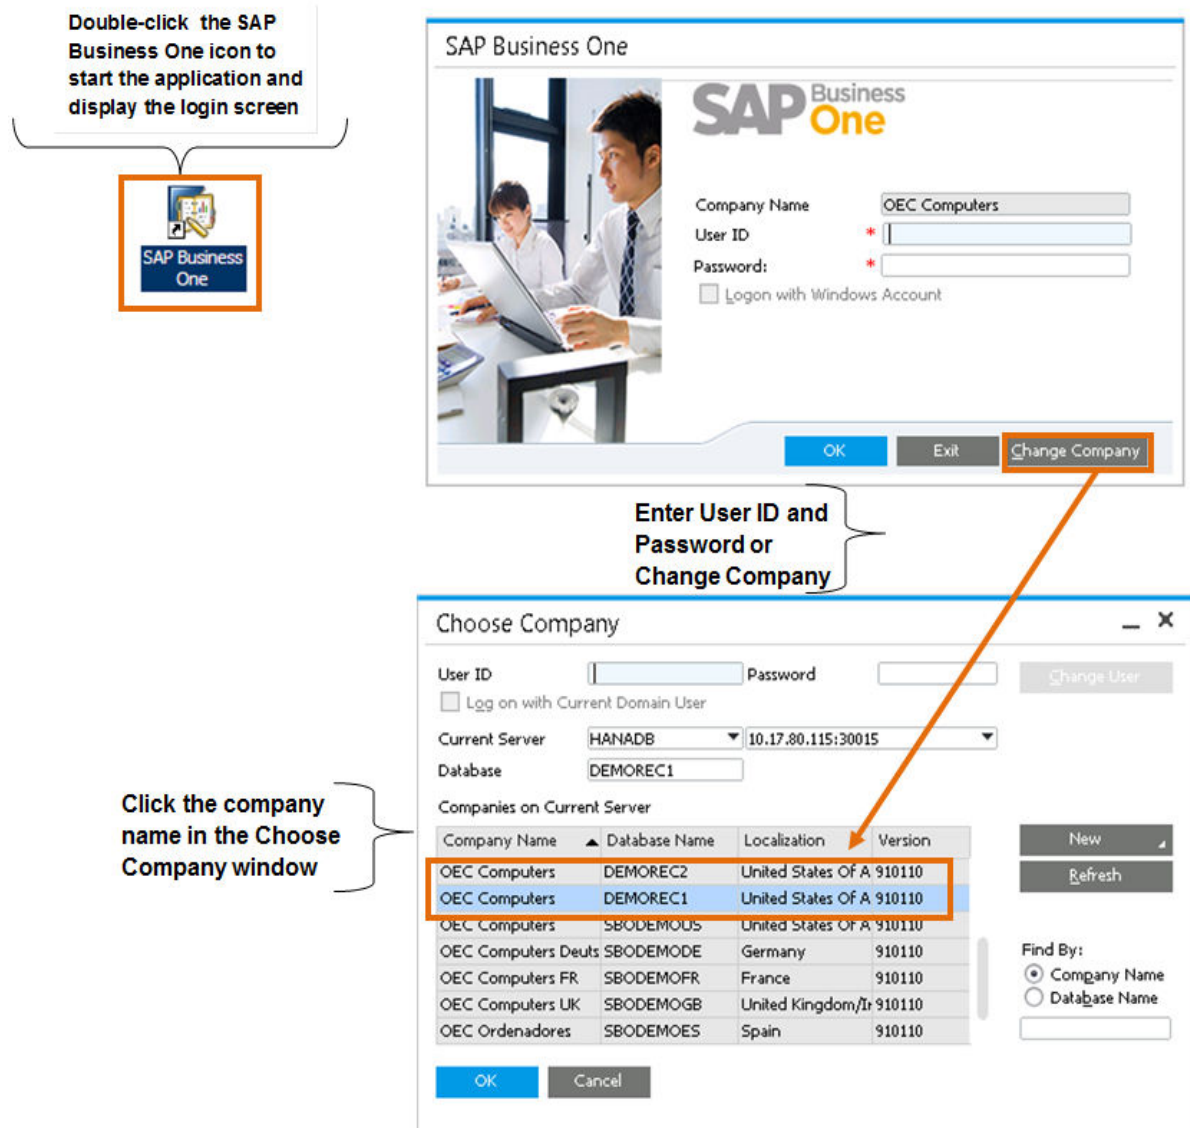 Double-click the SAP
Business One icon to
start the application and
display the login screen
SAP Business
One
SAP Business One
SAP Business One
Company Name OEC Computers
User ID *
Password: *
Logon with Windows Account
OK Exit Change Company
Enter User ID and
Password or
Change Company
Choose Company
User ID Password Change User
Log on with Current Domain User
Current Server HANADB 10.17.80.115:30015
Database DEMOREC1
Companies on Current Server
Click the company
name in the Choose
Company window
Company Name Database Name Localization Version
OEC Computers DEMOREC2 United States Of A 910110
OEC Computers DEMOREC1 United States Of A 910110
OEC Computers SBODEMOUS United States Of A 910110
OEC Computers Deuts SBODEMODE Germany 910110
OEC Computers FR SBODEMOFR France 910110
OEC Computers UK SBODEMOGB United Kingdom/Ir 910110
OEC Ordenadores SBODEMOES Spain 910110
New
Refresh
Find By:
Company Name
Database Name
OK Cancel